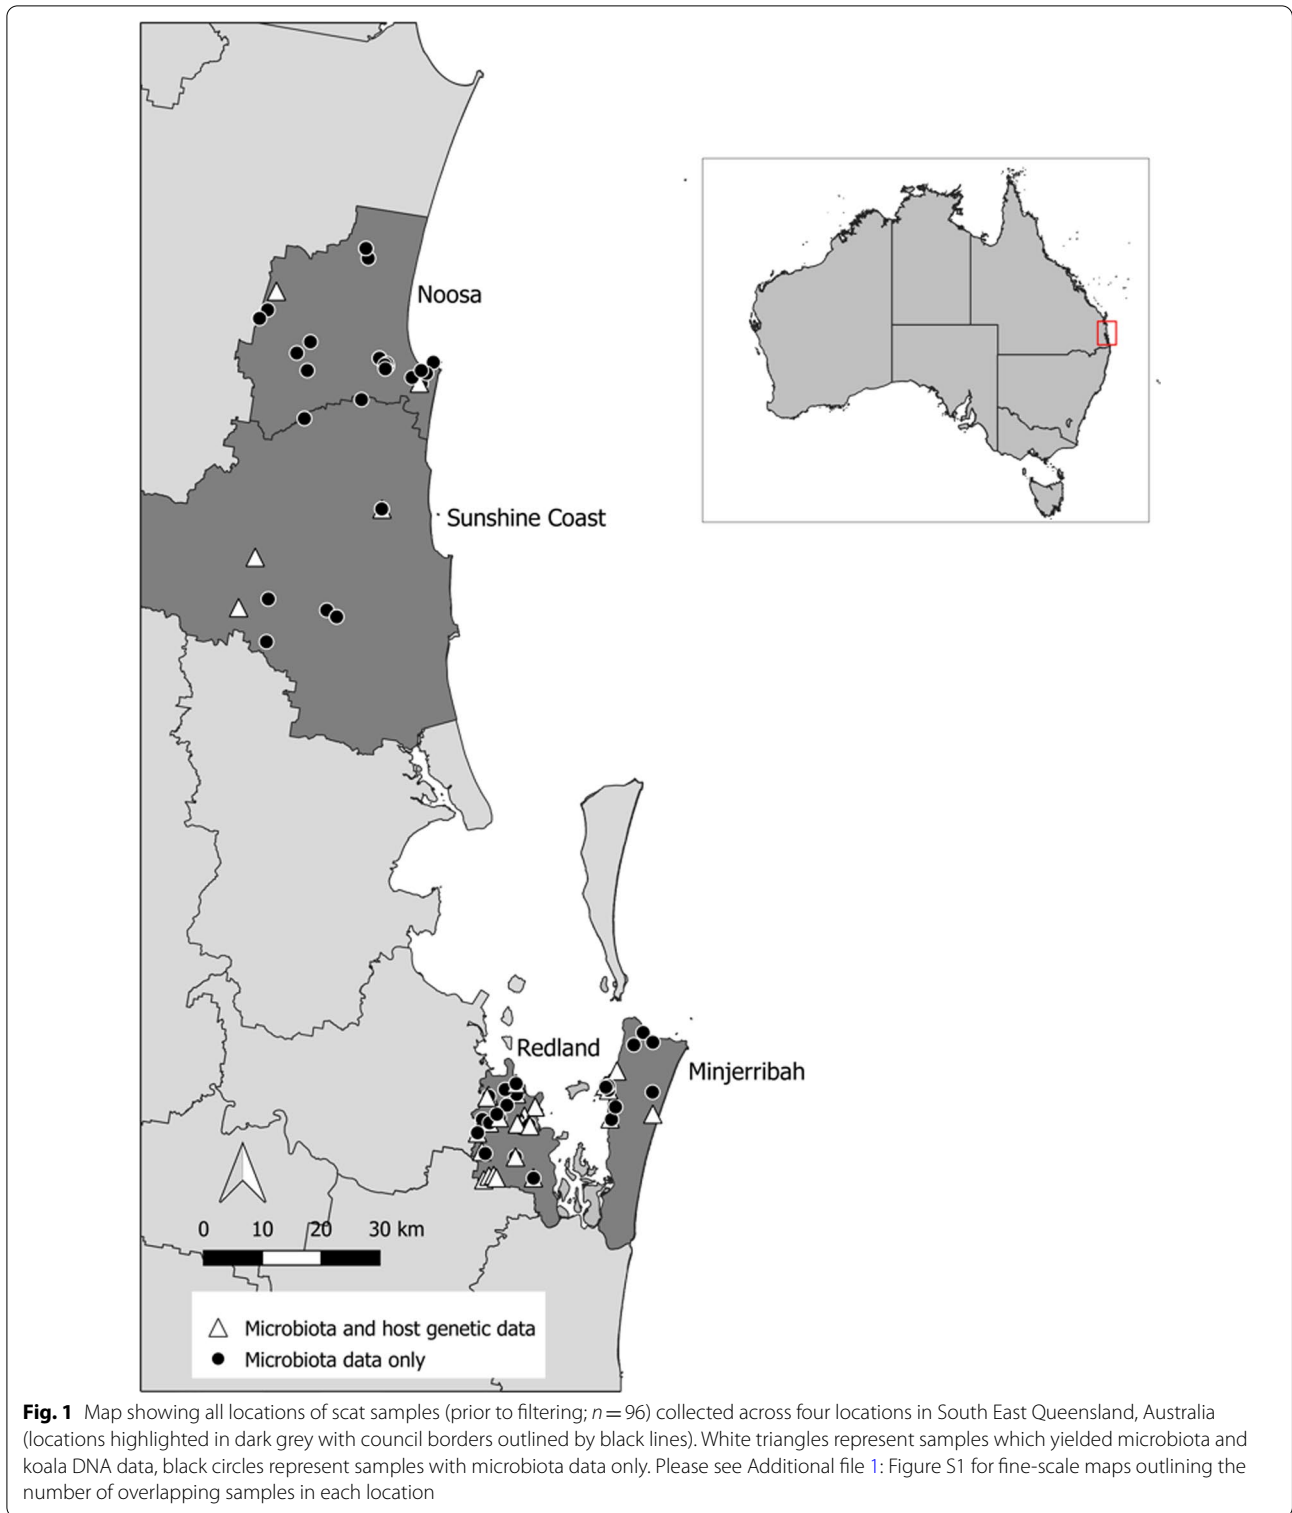 Noosa
Sunshine Coast
Redland
Minjerribah
0 10 20 30 km
Microbiota and host genetic data
Microbiota data only
Fig. 1 Map showing all locations of scat samples (prior to filtering; n = 96) collected across four locations in South East Queensland, Australia
(locations highlighted in dark grey with council borders outlined by black lines). White triangles represent samples which yielded microbiota and
koala DNA data, black circles represent samples with microbiota data only. Please see Additional file 1: Figure S1 for fine-scale maps outlining the
number of overlapping samples in each location